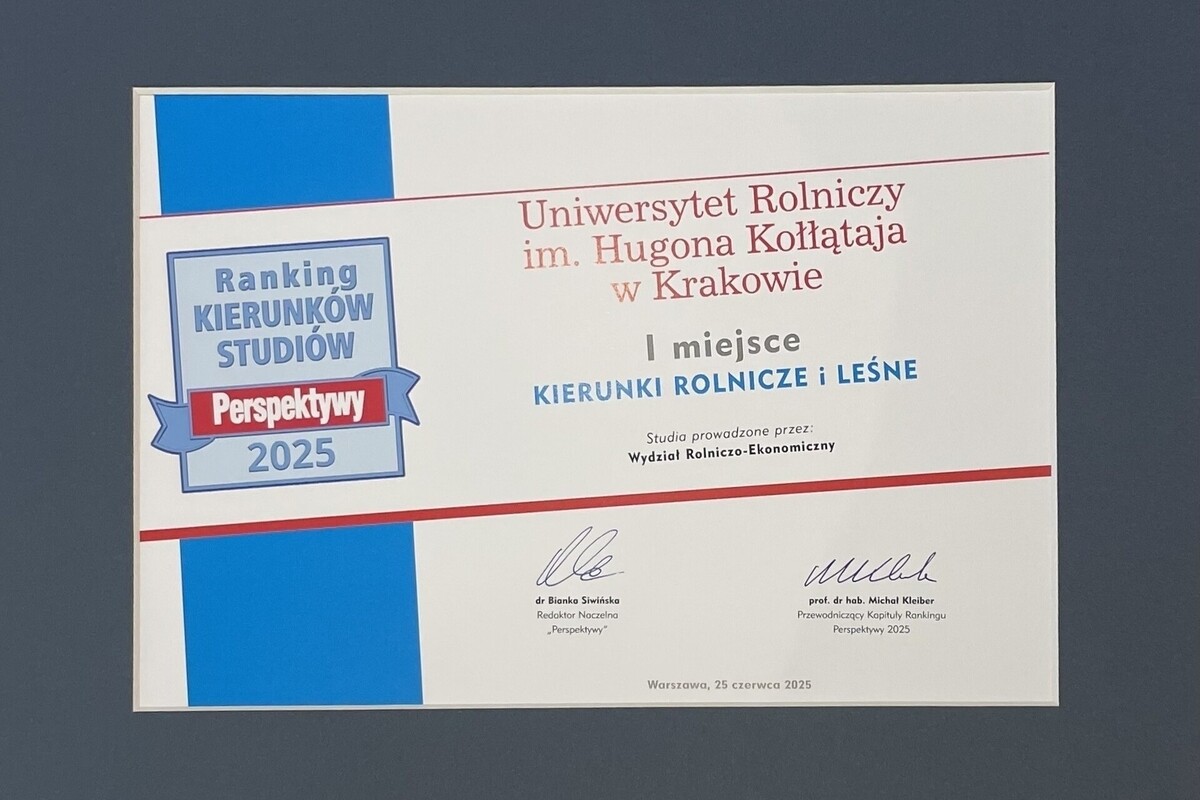 Ranking
KIERUNKÓW
STUDIÓW
Perspektywy
2025
Uniwersytet Rolniczy
im. Hugona Kołłątaja
w Krakowie
I miejsce
KIERUNKI ROLNICZE i LEŚNE
Studia prowadzone przez:
Wydział Rolniczo-Ekonomiczny
dr Bianka Siwińska
Redaktor Naczelna
„Perspektywy"
prof. dr hab. Michał Kleiber
Przewodniczący Kapituły Rankingu
Perspektywy 2025
Warszawa, 25 czerwca 2025